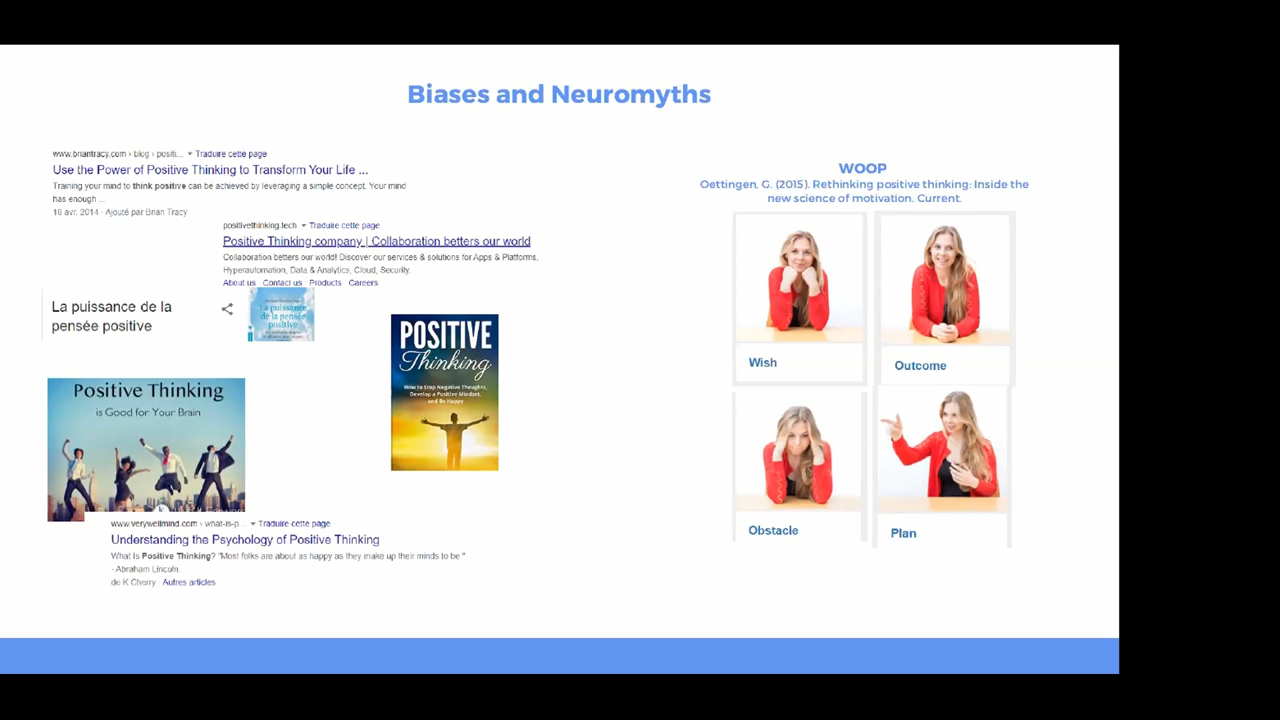 Biases and Neuromyths
www.briantracy.com › blog › positi... ▾ Traduire cette page
Use the Power of Positive Thinking to Transform Your Life ...
Training your mind to think positive can be achieved by leveraging a simple concept. Your mind
has enough ...
16 avr. 2014 · Ajouté par Brian Tracy
positivethinking.tech ▾ Traduire cette page
Positive Thinking company | Collaboration betters our world
Collaboration betters our world! Discover our services & solutions for Apps & Platforms,
Hyperautomation, Data & Analytics, Cloud, Security.
About us Contact us Products Careers
La puissance de la
pensée positive
La puissance
de la pensée
positive
POSITIVE
Thinking
How to Stop Negative Thoughts,
Develop a Positive Mindset,
and Be Happy
Positive Thinking
is Good for Your Brain
www.verywellmind.com › what-is-p... ▾ Traduire cette page
Understanding the Psychology of Positive Thinking
What Is Positive Thinking? "Most folks are about as happy as they make up their minds to be."
- Abraham Lincoln.
de K Cherry · Autres articles
WOOP
Oettingen, G. (2015). Rethinking positive thinking: Inside the
new science of motivation. Current.
Wish
Outcome
Obstacle
Plan